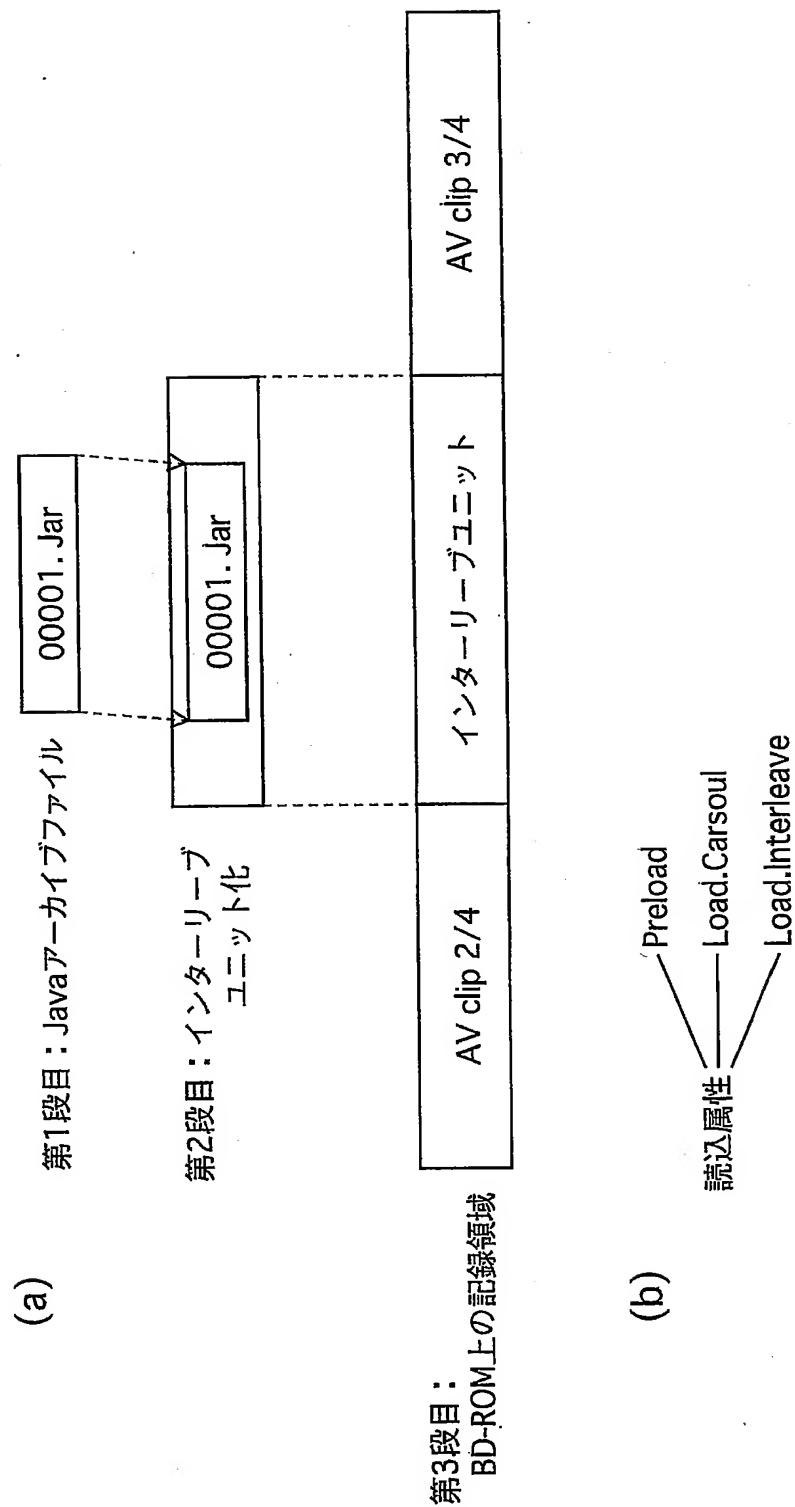 (a)
第1段目：Javaアーカイブファイル
00001. Jar
第2段目：インターリーブ
ユニット化
00001. Jar
第3段目：
BD-ROM上の記録領域
AV clip 2/4
インターリーブユニット
AV clip 3/4
(b)
読込属性
Preload
Load.Carsoul
Load.Interleave